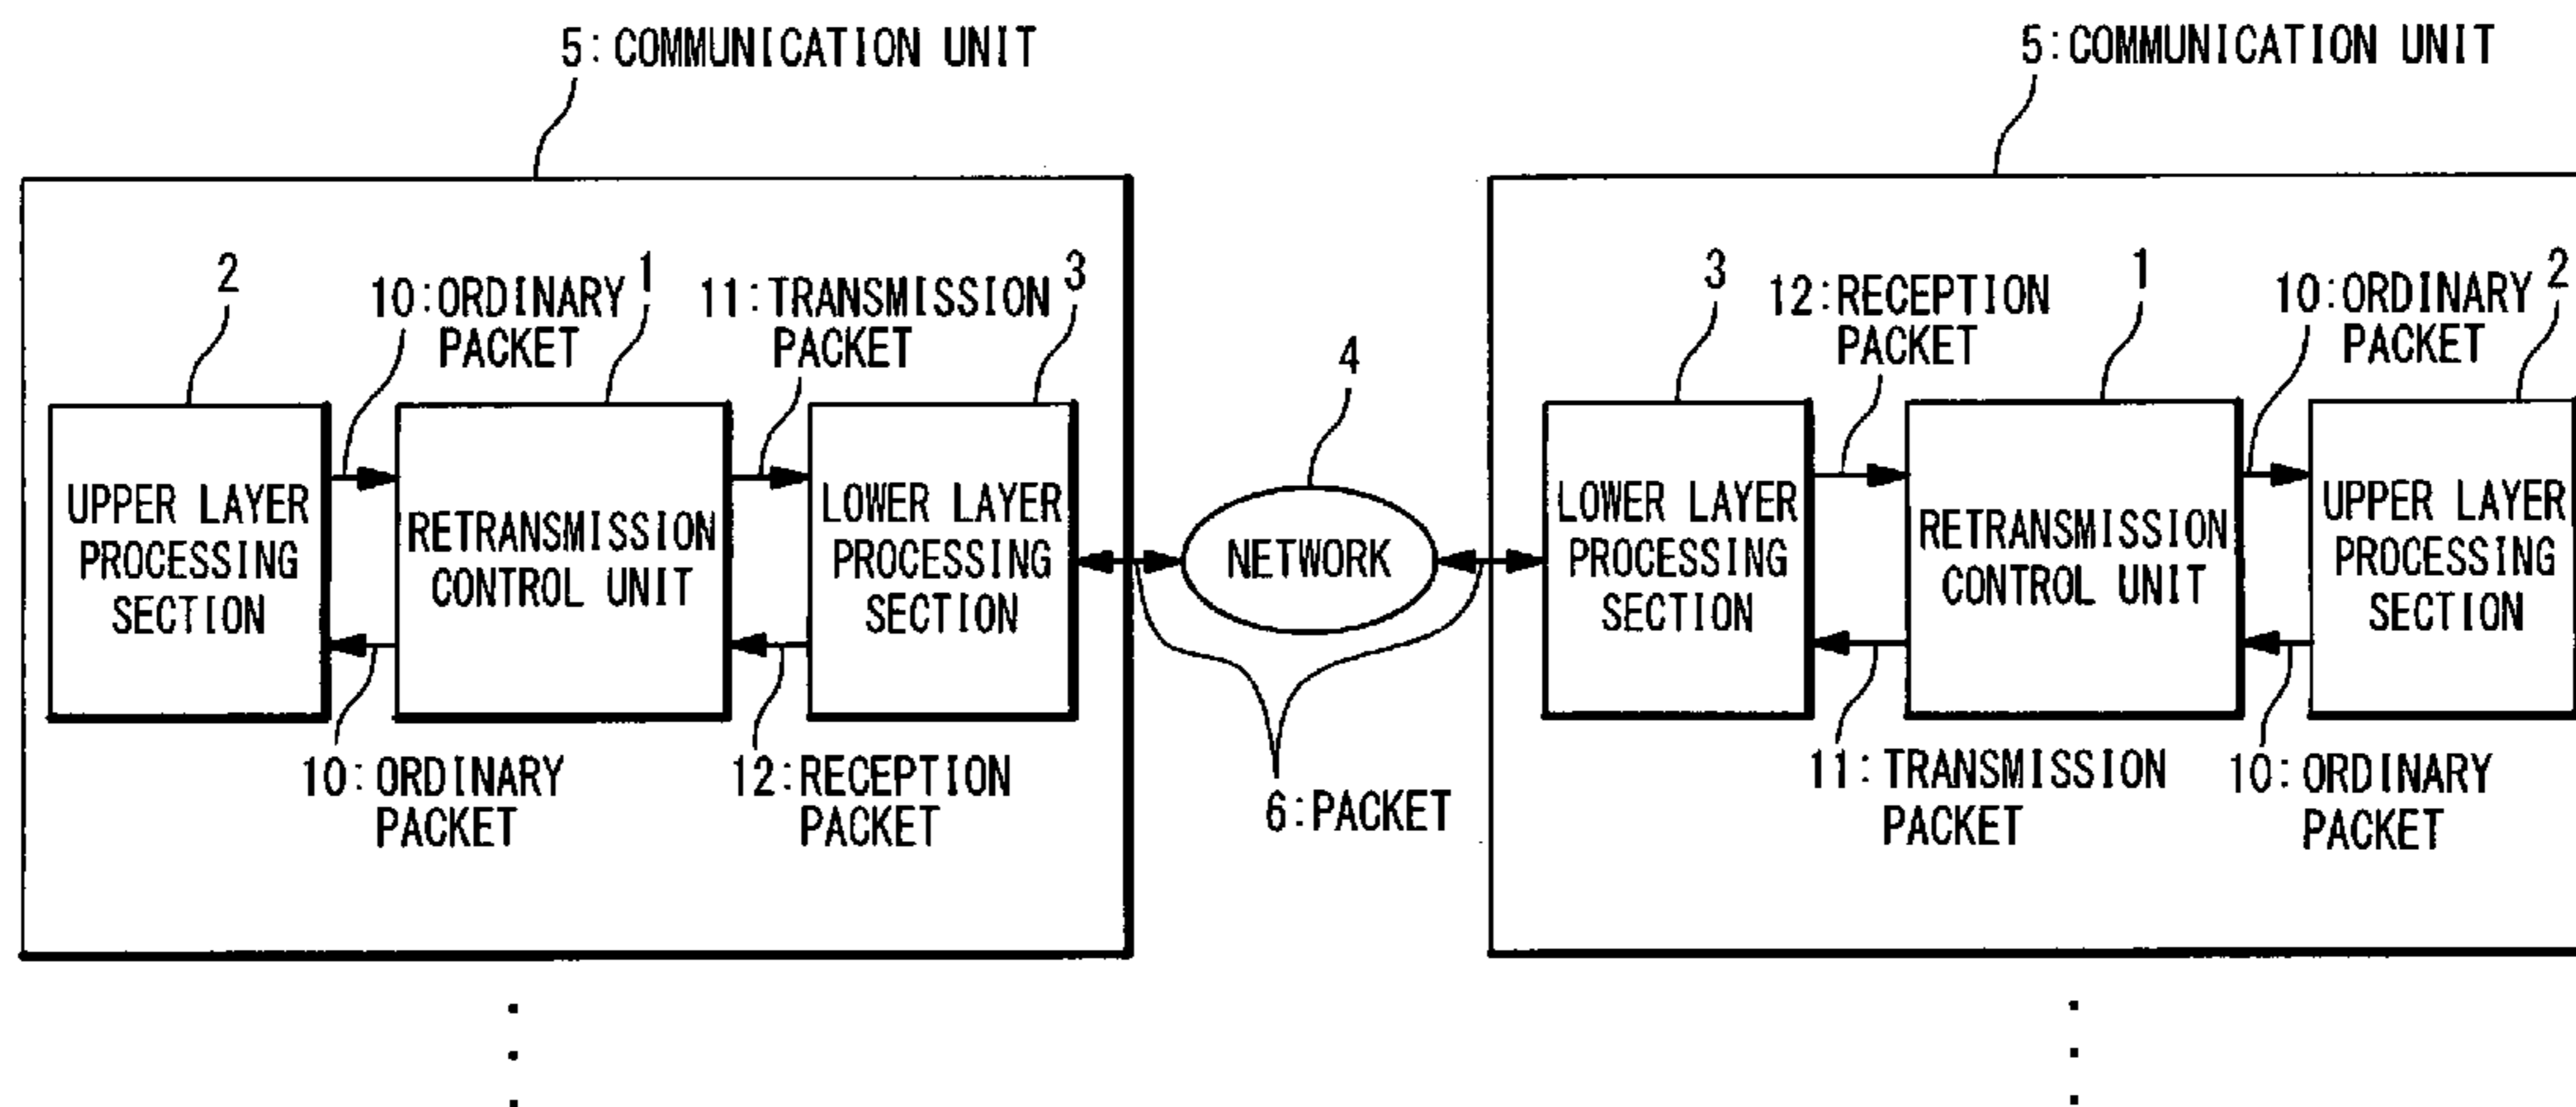 5:COMMUNICATION UNIT
5:COMMUNICATION UNIT
2
10:ORDINARY
PACKET
1
11:TRANSMISSION
PACKET
3
UPPER LAYER
PROCESSING
SECTION
RETRANSMISSION
CONTROL UNIT
LOWER LAYER
PROCESSING
SECTION
10:ORDINARY
PACKET
12:RECEPTION
PACKET
4
NETWORK
6:PACKET
3
12:RECEPTION
PACKET
1
10:ORDINARY
PACKET
2
LOWER LAYER
PROCESSING
SECTION
RETRANSMISSION
CONTROL UNIT
UPPER LAYER
PROCESSING
SECTION
11:TRANSMISSION
PACKET
10:ORDINARY
PACKET